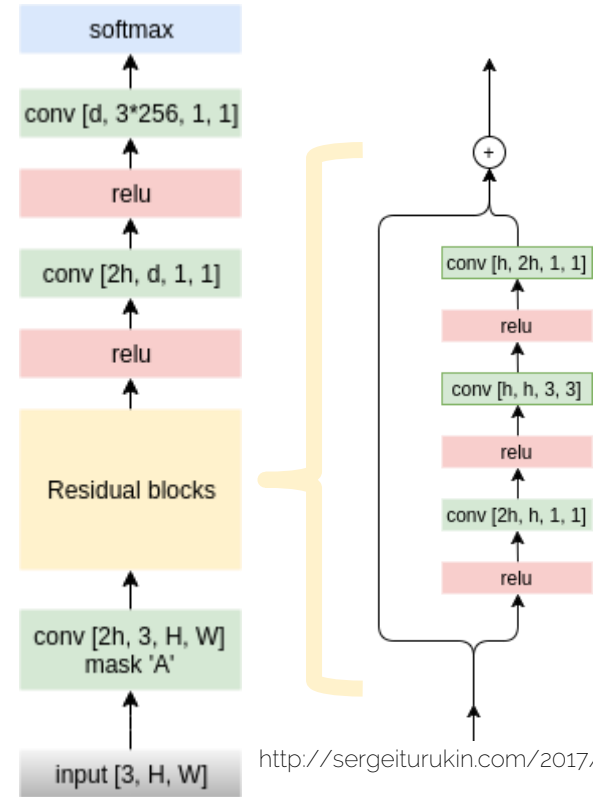 softmax
conv [d, 3*256, 1, 1]
relu
conv [2h, d, 1, 1]
relu
Residual blocks
conv [2h, 3, H, W]
mask 'A'
input [3, H, W]
+
conv [h, 2h, 1, 1]
relu
conv [h, h, 3, 3]
relu
conv [2h, h, 1, 1]
relu
http://sergeiturukin.com/2017/